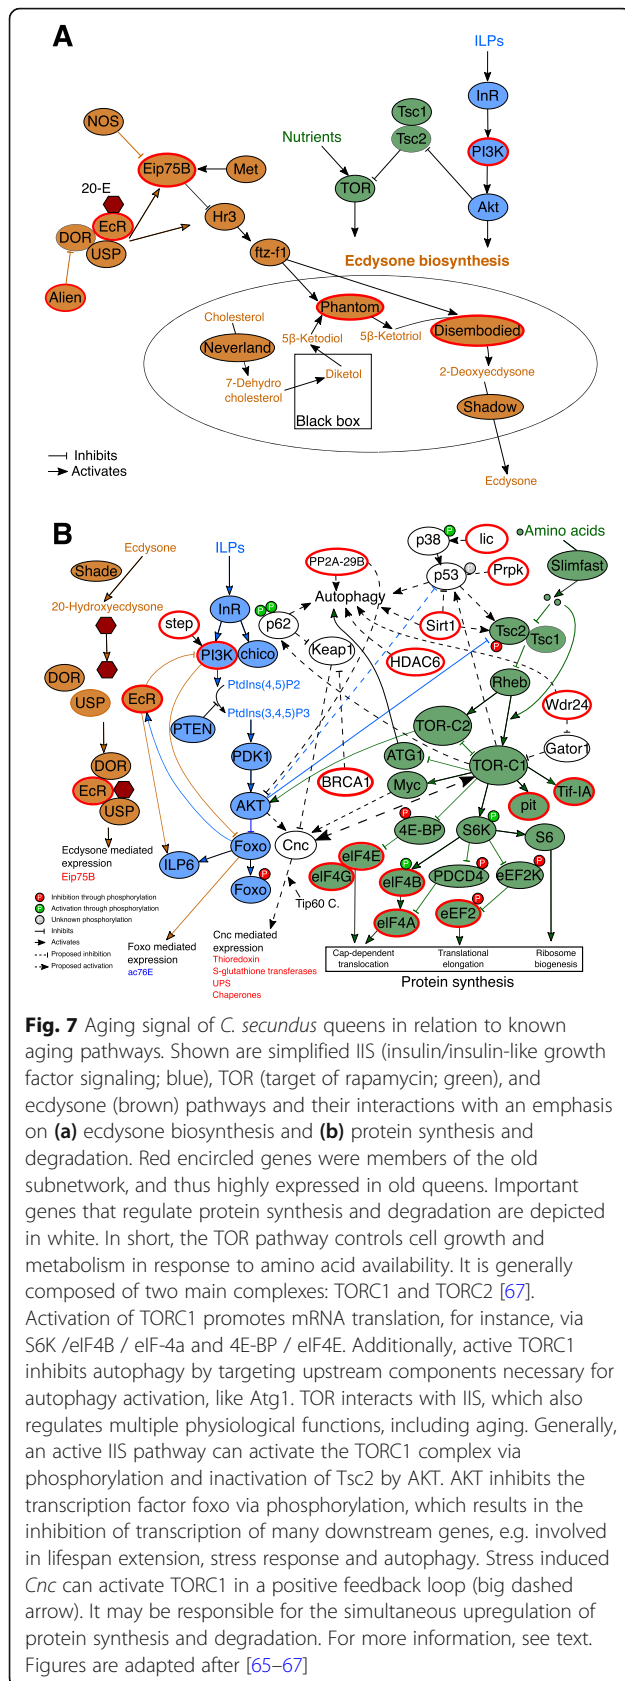 A
ILPs
InR
PI3K
Akt
Tsc1
Tsc2
Nutrients
TOR
NOS
Eip75B
Met
20-E
EcR
DOR
USP
Hr3
ftz-f1
Alien
Ecdysone biosynthesis
Phantom
Cholesterol
5β-Ketodiol
5β-Ketotriol
Disembodied
Neverland
7-Dehydro
cholesterol
Diketol
2-Deoxyecdysone
Black box
Shadow
Ecdysone
Inhibits
Activates
B
Ecdysone
ILPs
Shade
20-Hydroxyecdysone
DOR
USP
EcR
DOR
EcR
USP
Ecdysone mediated
expression
Eip75B
step
InR
PI3K
chico
PtdIns(4,5)P2
PTEN
PtdIns(3,4,5)P3
PDK1
AKT
Foxo
ILP6
Foxo
P
Foxo mediated
expression
ac76E
PP2A-29B
Autophagy
P
P
p62
Keap1
HDAC6
BRCA1
Cnc
Tip60 C.
Cnc mediated
expression
Thioredoxin
S-glutathione transferases
UPS
Chaperones
p38
P
lic
p53
Prpk
Sirt1
Amino acids
Slimfast
Tsc2
Tsc1
P
Rheb
Wdr24
Gator1
TOR-C2
ATG1
TOR-C1
Myc
pit
Tif-IA
P
4E-BP
S6K
P
S6
eIF4E
eIF4G
P
eIF4B
PDCD4
P
eEF2K
P
eIF4A
eEF2
P
Cap-dependent
translocation
Translational
elongation
Ribosome
biogenesis
Protein synthesis
P Inhibition through phosphorylation
P Activation through phosphorylation
Unknown phosphorylation
Inhibits
Activates
Proposed inhibition
Proposed activation
Fig. 7 Aging signal of C. secundus queens in relation to known
aging pathways. Shown are simplified IIS (insulin/insulin-like growth
factor signaling; blue), TOR (target of rapamycin; green), and
ecdysone (brown) pathways and their interactions with an emphasis
on (a) ecdysone biosynthesis and (b) protein synthesis and
degradation. Red encircled genes were members of the old
subnetwork, and thus highly expressed in old queens. Important
genes that regulate protein synthesis and degradation are depicted
in white. In short, the TOR pathway controls cell growth and
metabolism in response to amino acid availability. It is generally
composed of two main complexes: TORC1 and TORC2 [67].
Activation of TORC1 promotes mRNA translation, for instance, via
S6K /eIF4B / eIF-4a and 4E-BP / eIF4E. Additionally, active TORC1
inhibits autophagy by targeting upstream components necessary for
autophagy activation, like Atg1. TOR interacts with IIS, which also
regulates multiple physiological functions, including aging. Generally,
an active IIS pathway can activate the TORC1 complex via
phosphorylation and inactivation of Tsc2 by AKT. AKT inhibits the
transcription factor foxo via phosphorylation, which results in the
inhibition of transcription of many downstream genes, e.g. involved
in lifespan extension, stress response and autophagy. Stress induced
Cnc can activate TORC1 in a positive feedback loop (big dashed
arrow). It may be responsible for the simultaneous upregulation of
protein synthesis and degradation. For more information, see text.
Figures are adapted after [65–67]